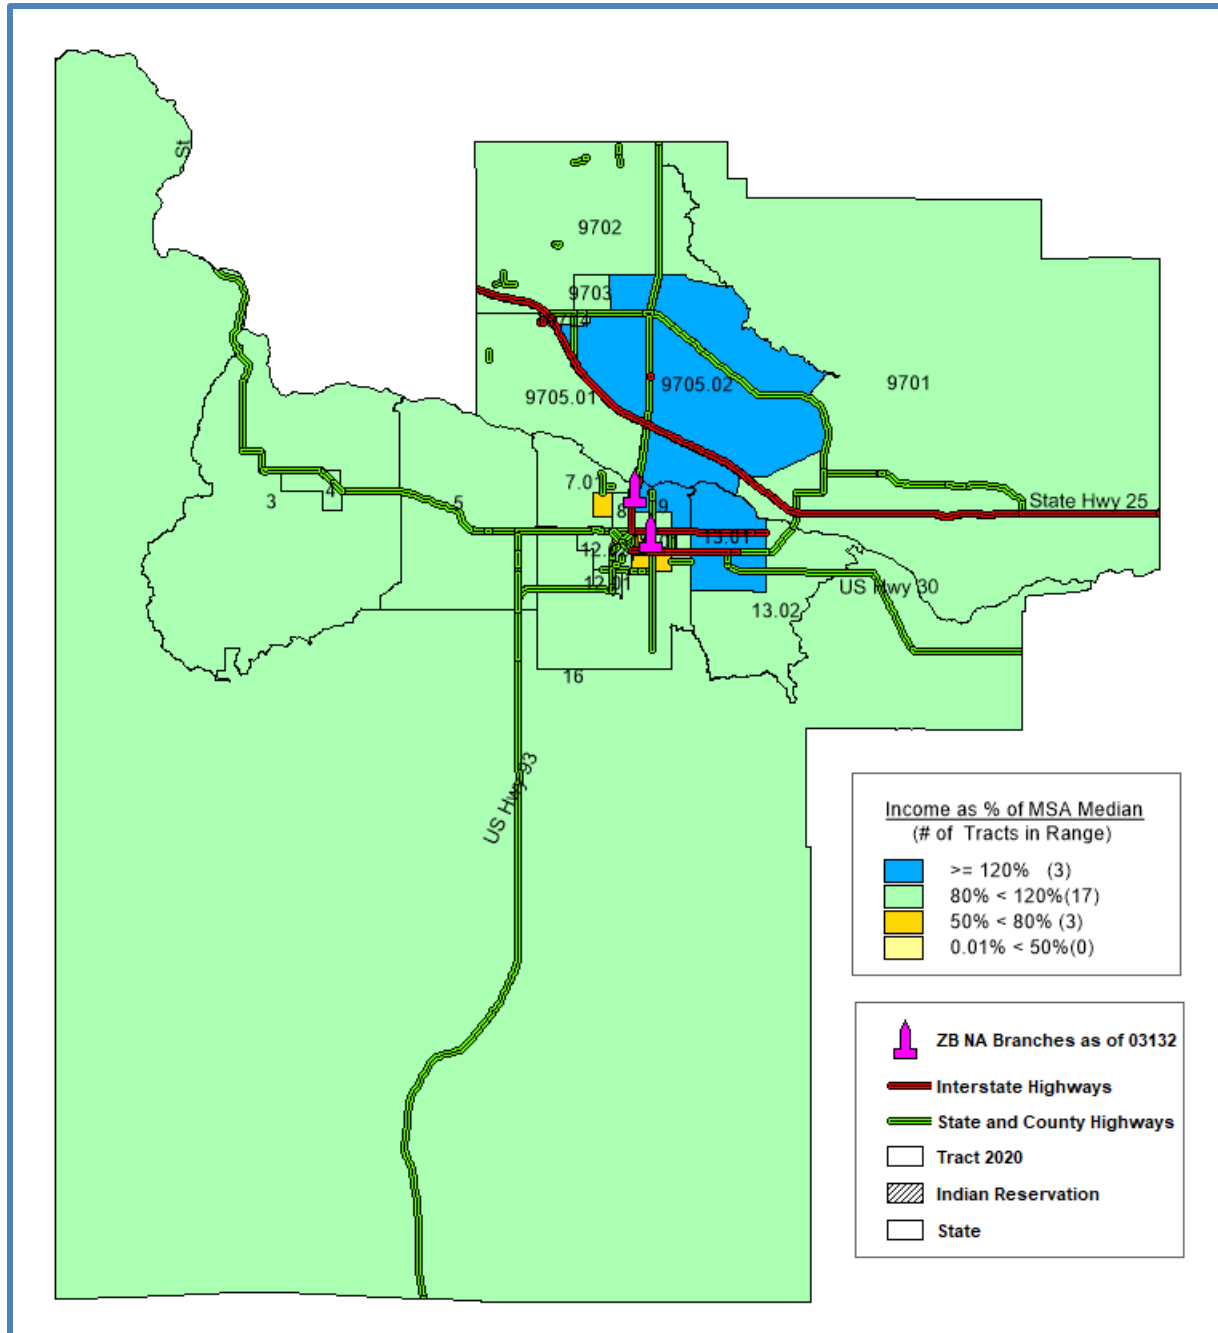 St
9702
9703
9701
9705.02
9705.01
7.01
3
4
5
8
9
State Hwy 25
13.01
12.01
US Hwy 30
13.02
16
US Hwy 93
Income as % of MSA Median
(# of Tracts in Range)
>= 120% (3)
80% < 120%(17)
50% < 80% (3)
0.01% < 50%(0)
ZB NA Branches as of 03132
Interstate Highways
State and County Highways
Tract 2020
Indian Reservation
State